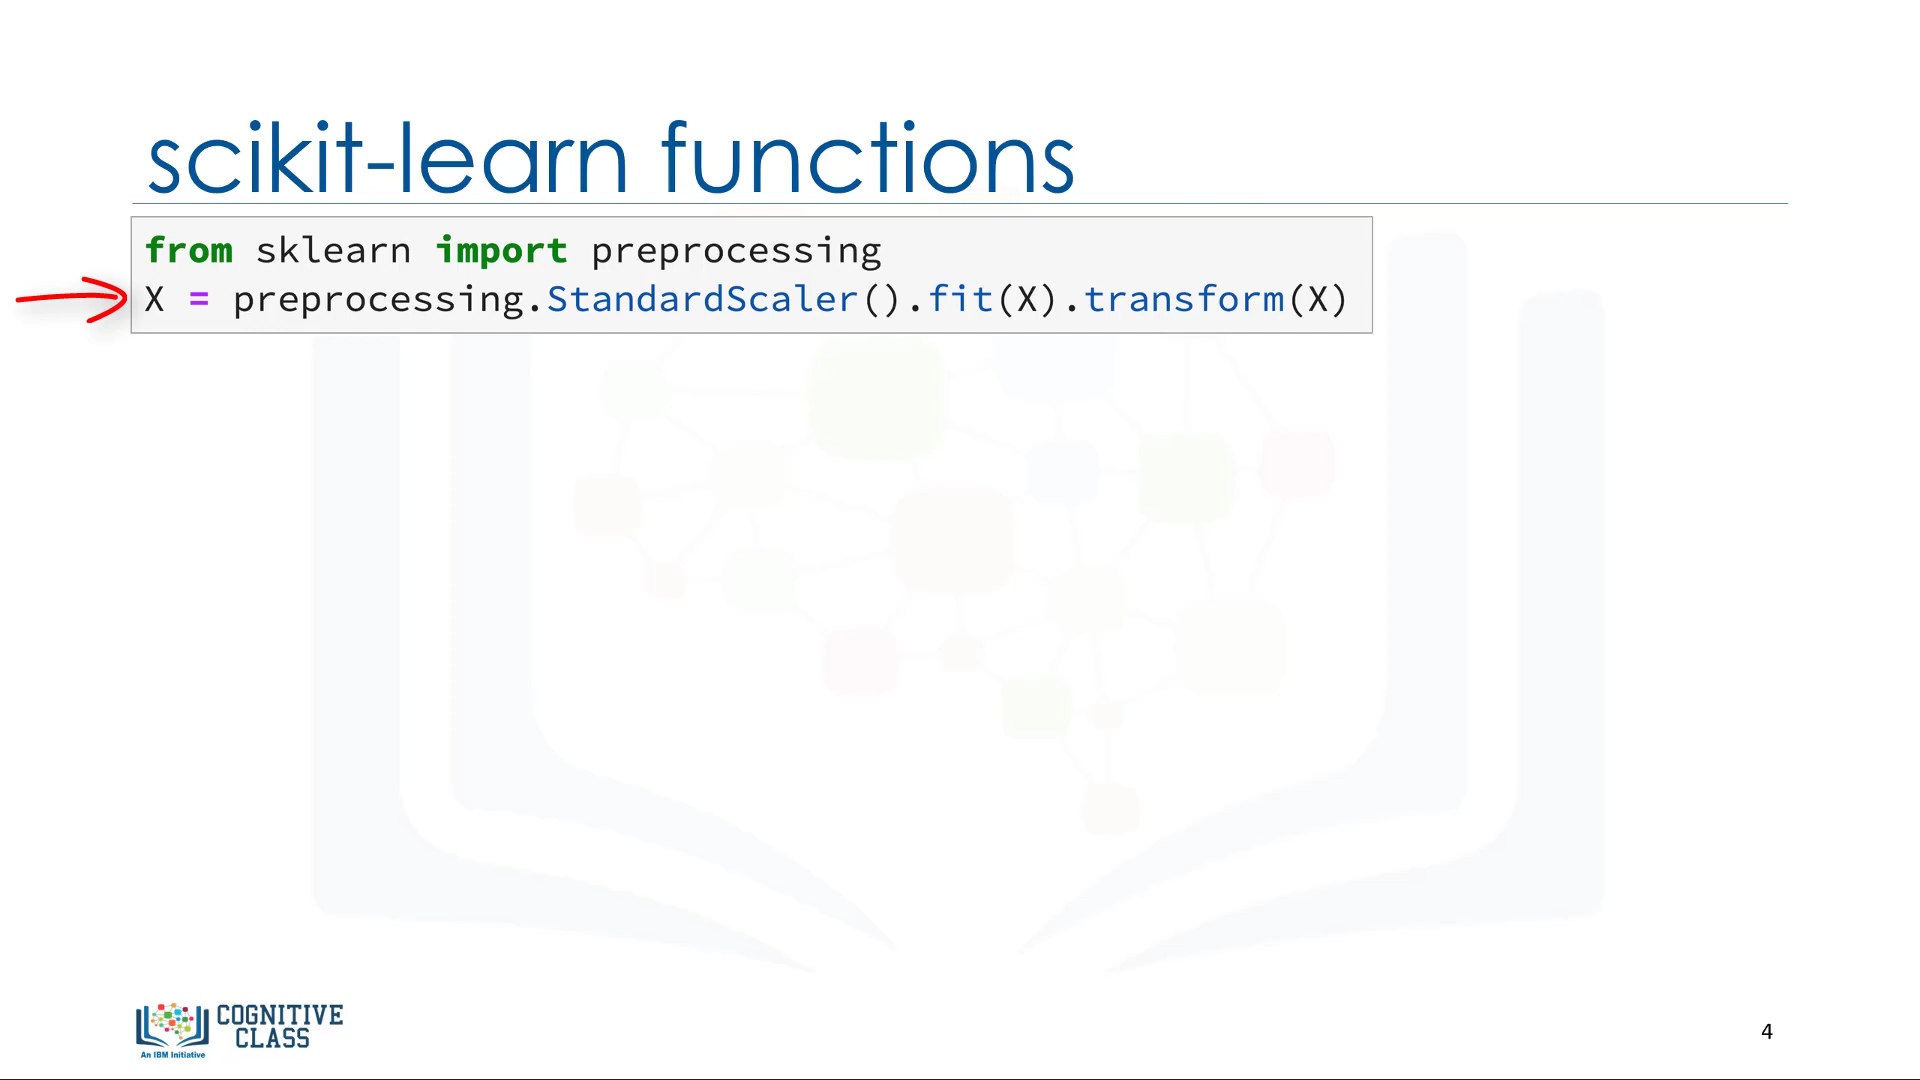 scikit-learn functions
from sklearn import preprocessing
X = preprocessing.StandardScaler().fit(X).transform(X)
COGNITIVE
CLASS
An IBM Initiative
4